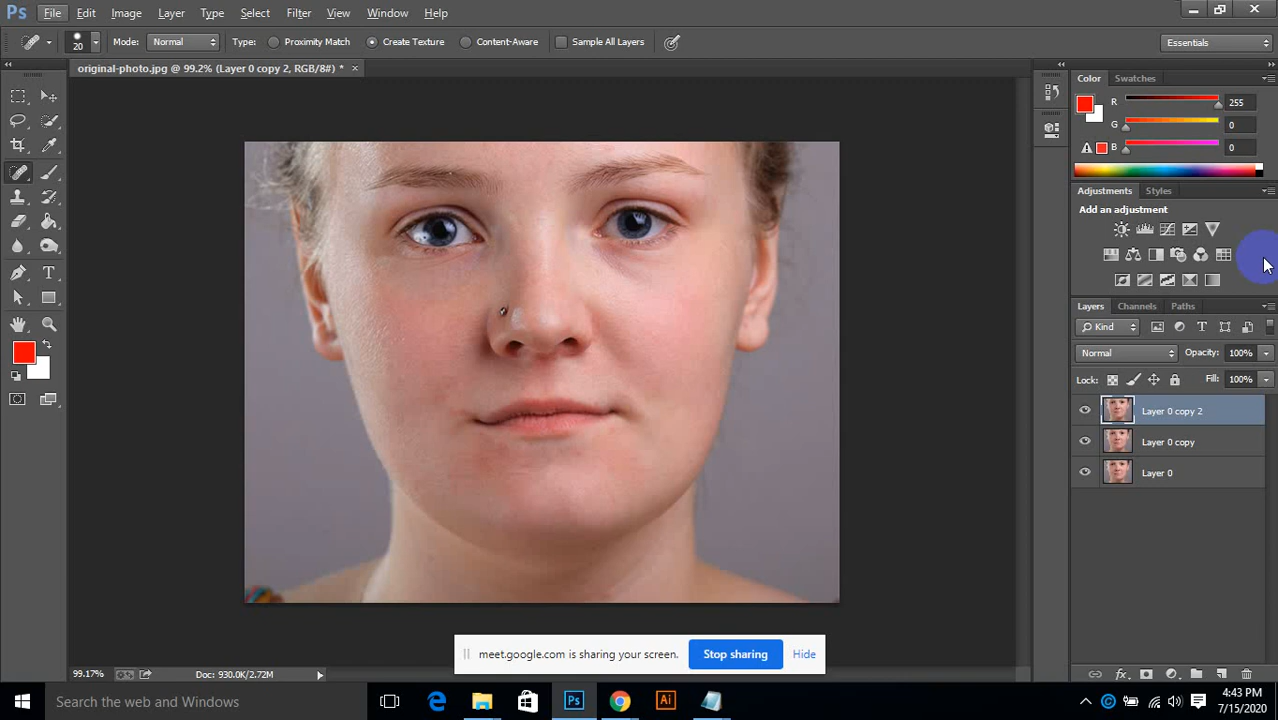 Ps File Edit Image Layer Type Select Filter View Window Help
20 Mode: Normal Type: Proximity Match Create Texture Content-Aware Sample All Layers Essentials
original-photo.jpg @ 99.2% (Layer 0 copy 2, RGB/8#) *
Color Swatches
R 255
G 0
B 0
Adjustments Styles
Add an adjustment
Layers Channels Paths
Kind
Normal Opacity: 100%
Lock: Fill: 100%
Layer 0 copy 2
Layer 0 copy
Layer 0
meet.google.com is sharing your screen. Stop sharing Hide
99.17% Doc: 930.0K/2.72M
Search the web and Windows
Ps Ai
4:43 PM
7/15/2020